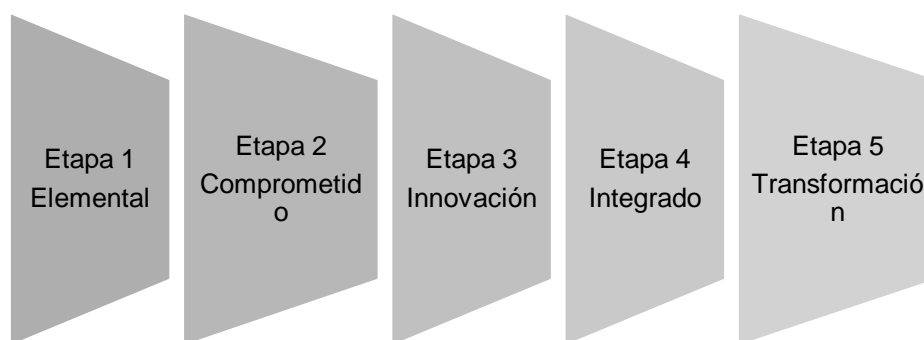 Etapa 1
Elemental
Etapa 2
Comprometid
o
Etapa 3
Innovación
Etapa 4
Integrado
Etapa 5
Transformació
n